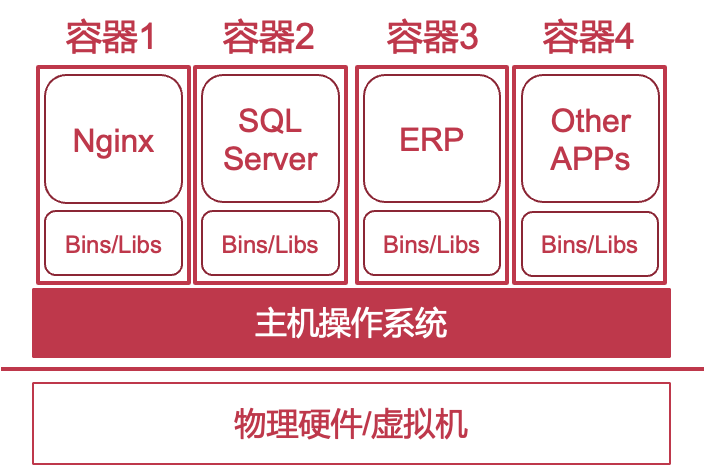 容器1 容器2 容器3 容器4
Nginx
SQL
Server
ERP
Other
APPs
Bins/Libs Bins/Libs Bins/Libs Bins/Libs
主机操作系统
物理硬件/虚拟机